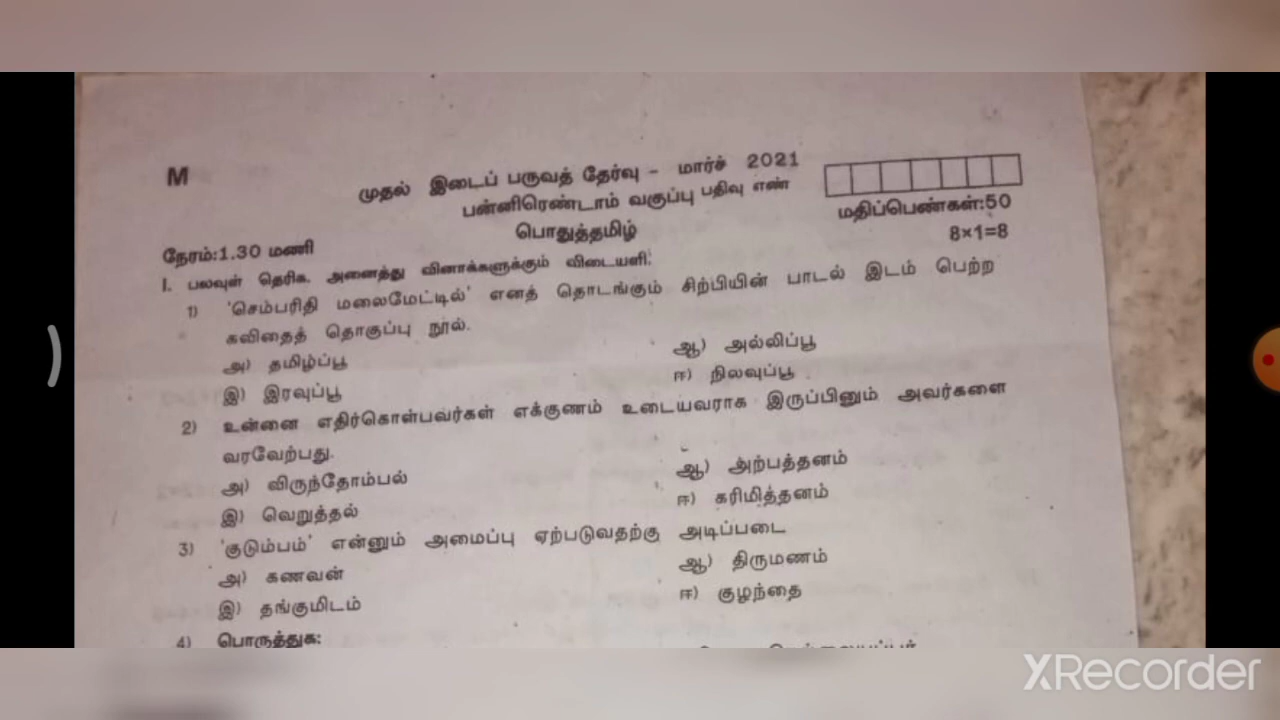 M
முதல் இடைப் பருவத் தேர்வு - மார்ச் 2021
பன்னிரெண்டாம் வகுப்பு பதிவு எண்
மதிப்பெண்கள்:50
பொதுத்தமிழ்
நேரம்:1.30 மணி
8×1=8
I. பலவுள் தெரிக. அனைத்து வினாக்களுக்கும் விடையளி:
1) 'செம்பரிதி மலைமேட்டில்' எனத் தொடங்கும் சிற்பியின் பாடல் இடம் பெற்ற
கவிதைத் தொகுப்பு நூல்.
அ) தமிழ்ப்பூ ஆ) அல்லிப்பூ
இ) இரவுப்பூ ஈ) நிலவுப்பூ
2) உன்னை எதிர்கொள்பவர்கள் எக்குணம் உடையவராக இருப்பினும் அவர்களை
வரவேற்பது.
அ) விருந்தோம்பல் ஆ) அற்பத்தனம்
இ) வெறுத்தல் ஈ) கரிமித்தனம்
3) 'குடும்பம்' என்னும் அமைப்பு ஏற்படுவதற்கு அடிப்படை
அ) கணவன் ஆ) திருமணம்
இ) தங்குமிடம் ஈ) குழந்தை
4) பொருத்துக:
XRecorder